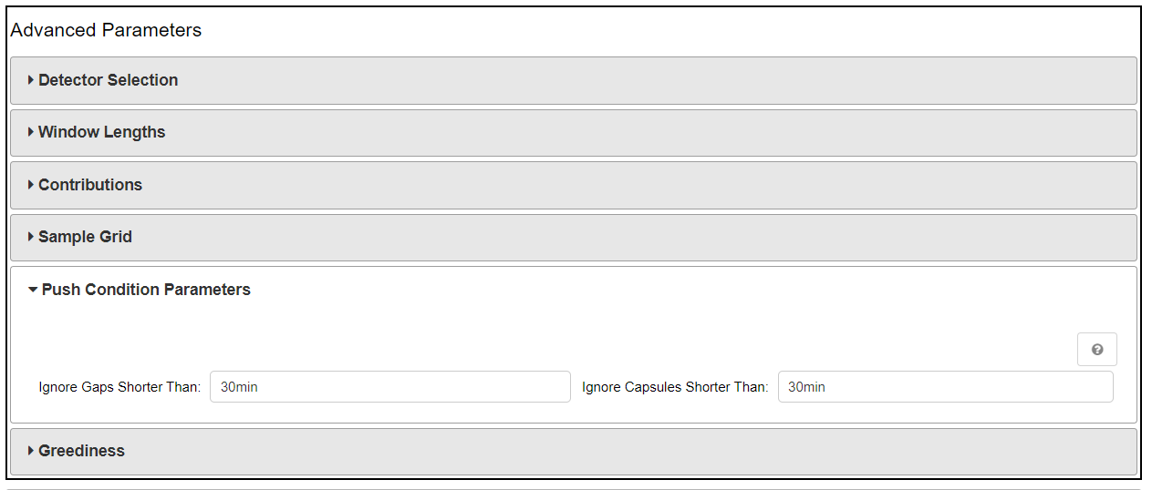 Advanced Parameters
Detector Selection
Window Lengths
Contributions
Sample Grid
Push Condition Parameters
Ignore Gaps Shorter Than: 30min Ignore Capsules Shorter Than: 30min
Greediness